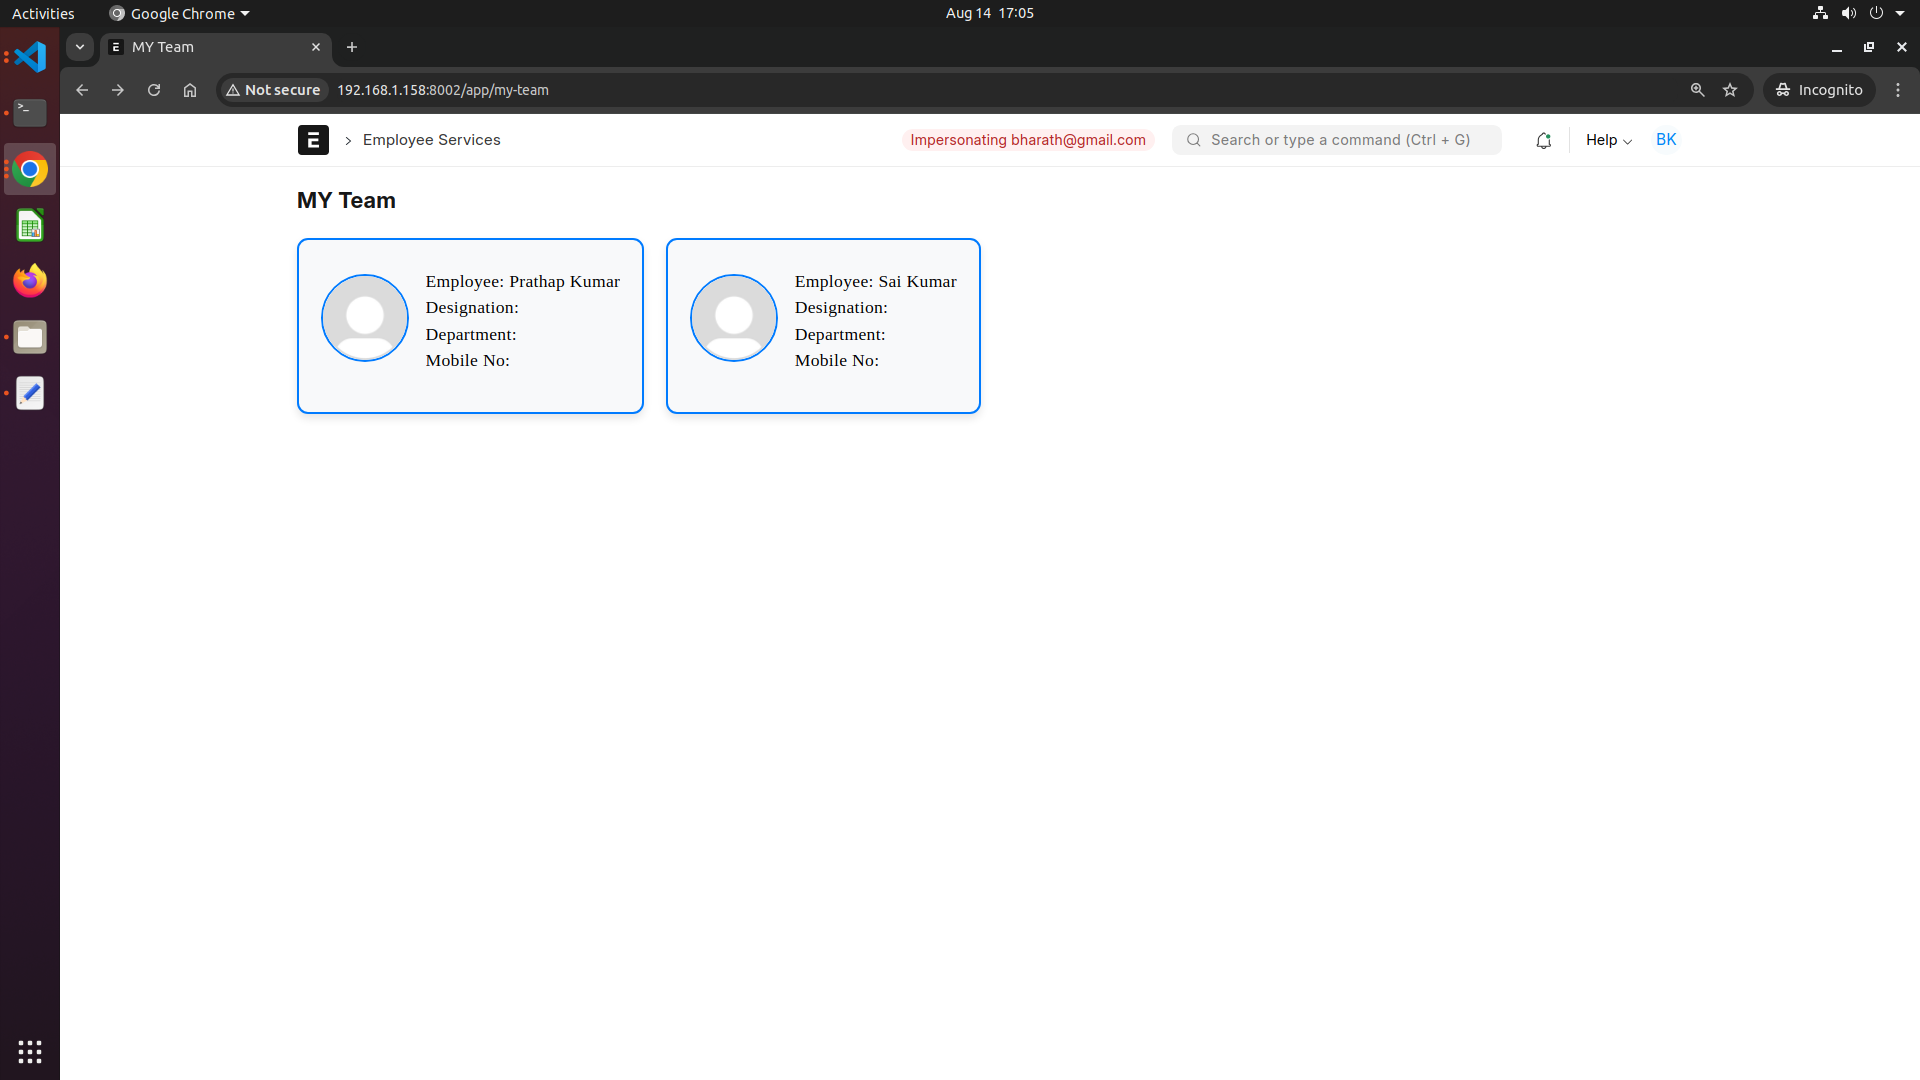 Activities
Google Chrome
Aug 14 17:05
MY Team
Not secure
192.168.1.158:8002/app/my-team
Incognito
Employee Services
Impersonating bharath@gmail.com
Search or type a command (Ctrl + G)
Help
BK
MY Team
Employee: Prathap Kumar
Designation:
Department:
Mobile No:
Employee: Sai Kumar
Designation:
Department:
Mobile No: